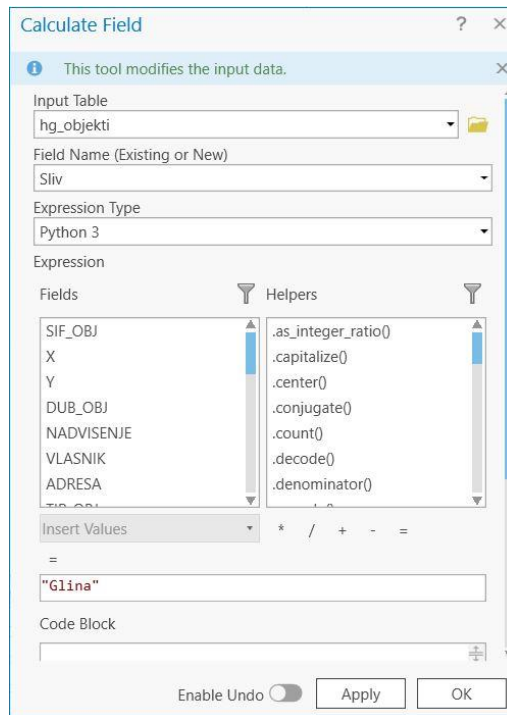 Calculate Field ? ×
This tool modifies the input data. ×
Input Table
hg_objekti
Field Name (Existing or New)
Sliv
Expression Type
Python 3
Expression
Fields Helpers
SIF_OBJ .as_integer_ratio()
X .capitalize()
Y .center()
DUB_OBJ .conjugate()
NADVISENJE .count()
VLASNIK .decode()
ADRESA .denominator()
Insert Values * / + - =
=
"Glina"
Code Block
Enable Undo Apply OK